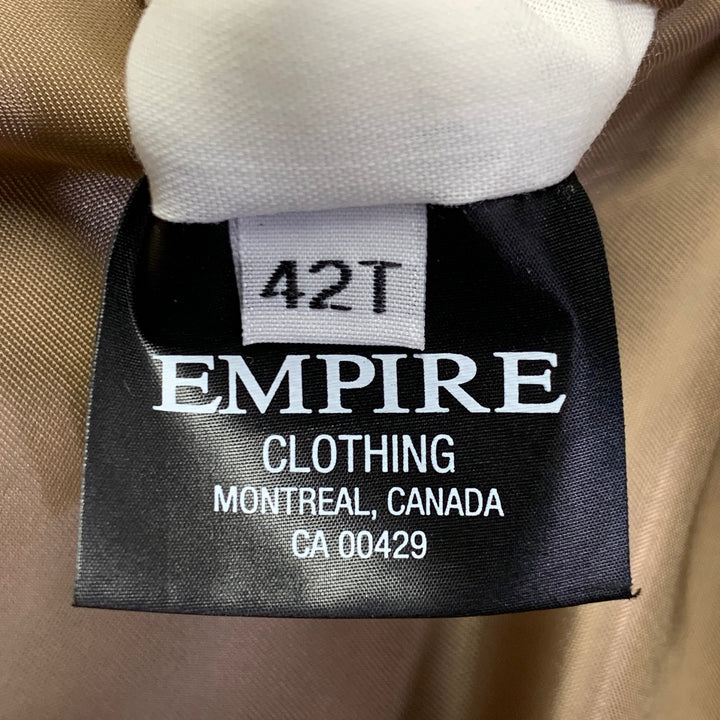 42T
EMPIRE
CLOTHING
MONTREAL, CANADA
CA 00429